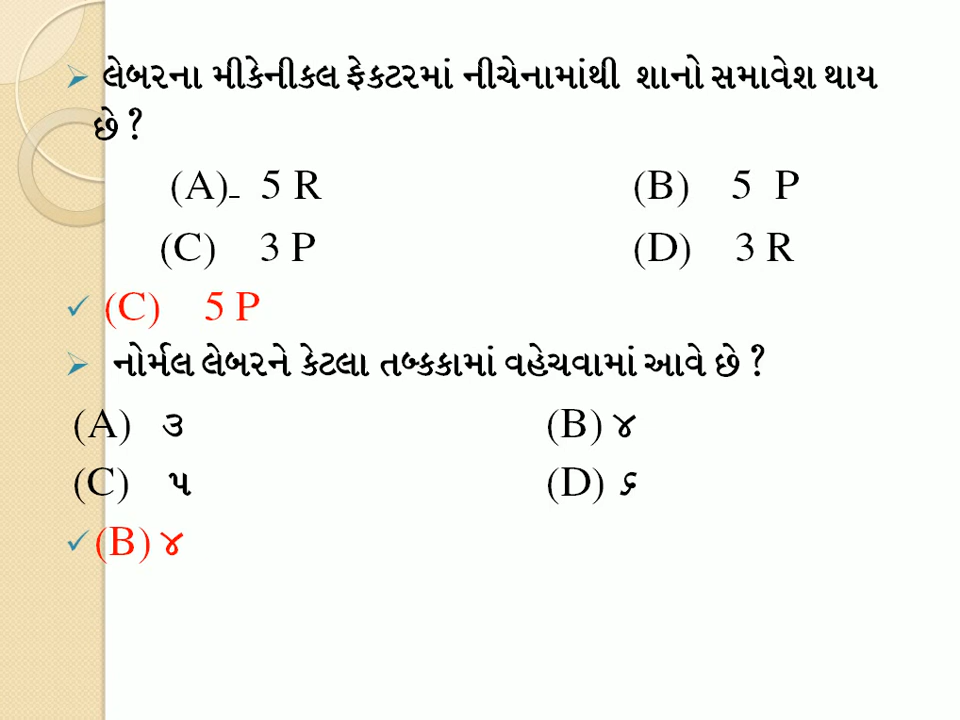 ➢ લેબરના મીકેનીકલ ફેકટરમાં નીચેનામાંથી શાનો સમાવેશ થાય
છે ?
(A)- 5 R (B) 5 P
(C) 3 P (D) 3 R
✓ (C) 5 P
➢ નોર્મલ લેબરને કેટલા તબ્કકામાં વહેચવામાં આવે છે ?
(A) ૩ (B) ૪
(C) ૫ (D) ૬
✓ (B) ૪